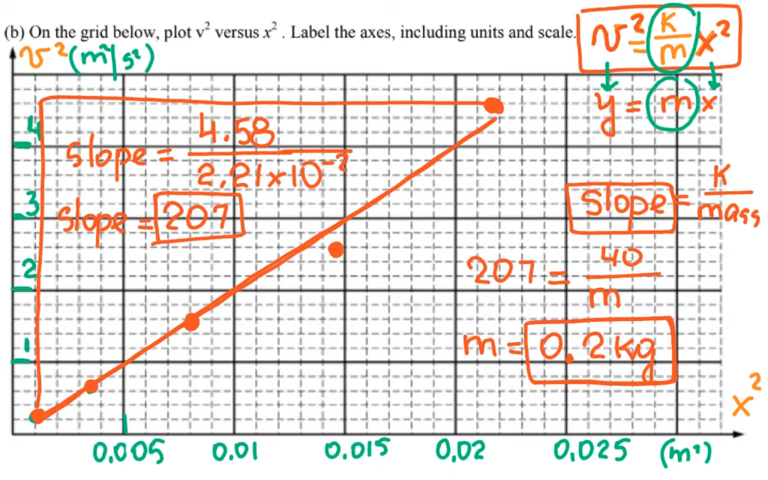 (b) On the grid below, plot v² versus x² . Label the axes, including units and scale.
v² (m²/s²)
v² = (K/m) x²
y = m x
4
3
2
1
slope = 4.58 / 2.21×10⁻²
slope = 207
slope = K / mass
207 = 40 / m
m = 0.2 kg
x²
0.005 0.01 0.015 0.02 0.025 (m²)